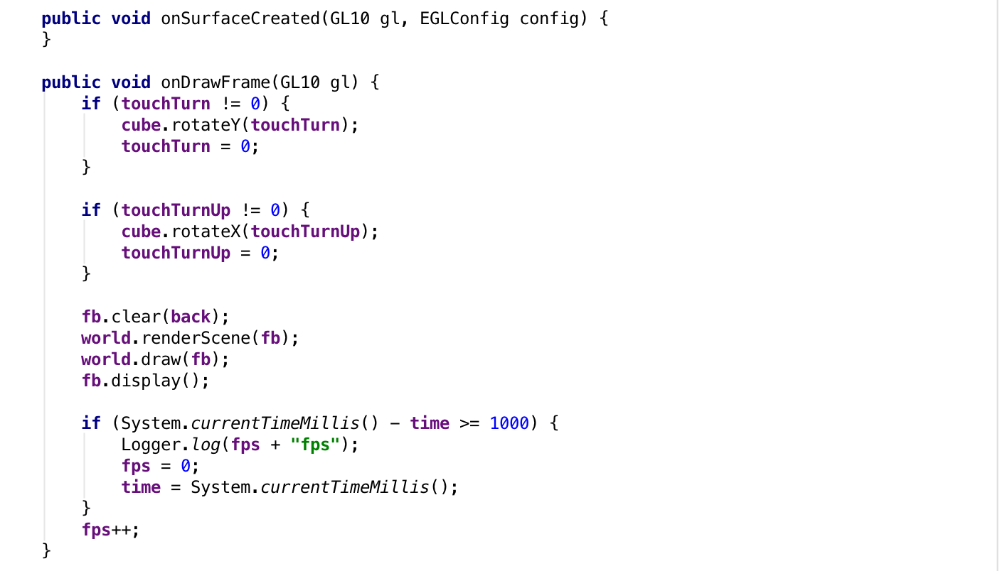 public void onSurfaceCreated(GL10 gl, EGLConfig config) {
}

public void onDrawFrame(GL10 gl) {
    if (touchTurn != 0) {
        cube.rotateY(touchTurn);
        touchTurn = 0;
    }

    if (touchTurnUp != 0) {
        cube.rotateX(touchTurnUp);
        touchTurnUp = 0;
    }

    fb.clear(back);
    world.renderScene(fb);
    world.draw(fb);
    fb.display();

    if (System.currentTimeMillis() − time >= 1000) {
        Logger.log(fps + "fps");
        fps = 0;
        time = System.currentTimeMillis();
    }
    fps++;
}